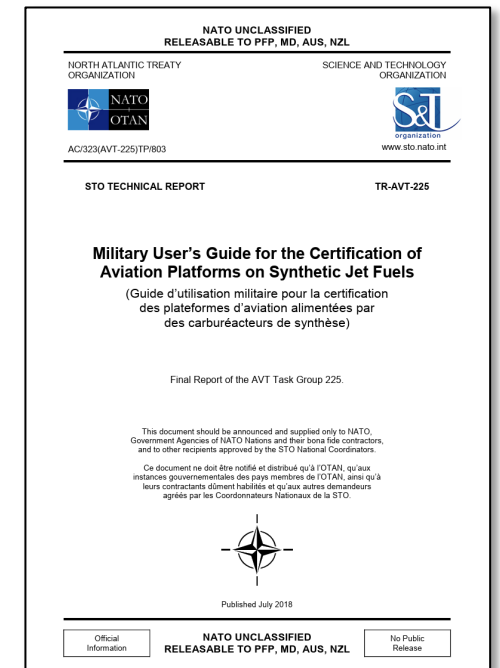 NATO UNCLASSIFIED
RELEASABLE TO PFP, MD, AUS, NZL
NORTH ATLANTIC TREATY
ORGANIZATION
SCIENCE AND TECHNOLOGY
ORGANIZATION
NATO
OTAN
S&T
organization
AC/323(AVT-225)TP/803
www.sto.nato.int
STO TECHNICAL REPORT
TR-AVT-225
Military User's Guide for the Certification of
Aviation Platforms on Synthetic Jet Fuels
(Guide d'utilisation militaire pour la certification
des plateformes d'aviation alimentées par
des carburéacteurs de synthèse)
Final Report of the AVT Task Group 225.
This document should be announced and supplied only to NATO,
Government Agencies of NATO Nations and their bona fide contractors,
and to other recipients approved by the STO National Coordinators.
Ce document ne doit être notifié et distribué qu'à l'OTAN, qu'aux
instances gouvernementales des pays membres de l'OTAN, ainsi qu'à
leurs contractants dûment habilités et qu'aux autres demandeurs
agréés par les Coordonnateurs Nationaux de la STO.
Published July 2018
Official
Information
NATO UNCLASSIFIED
RELEASABLE TO PFP, MD, AUS, NZL
No Public
Release